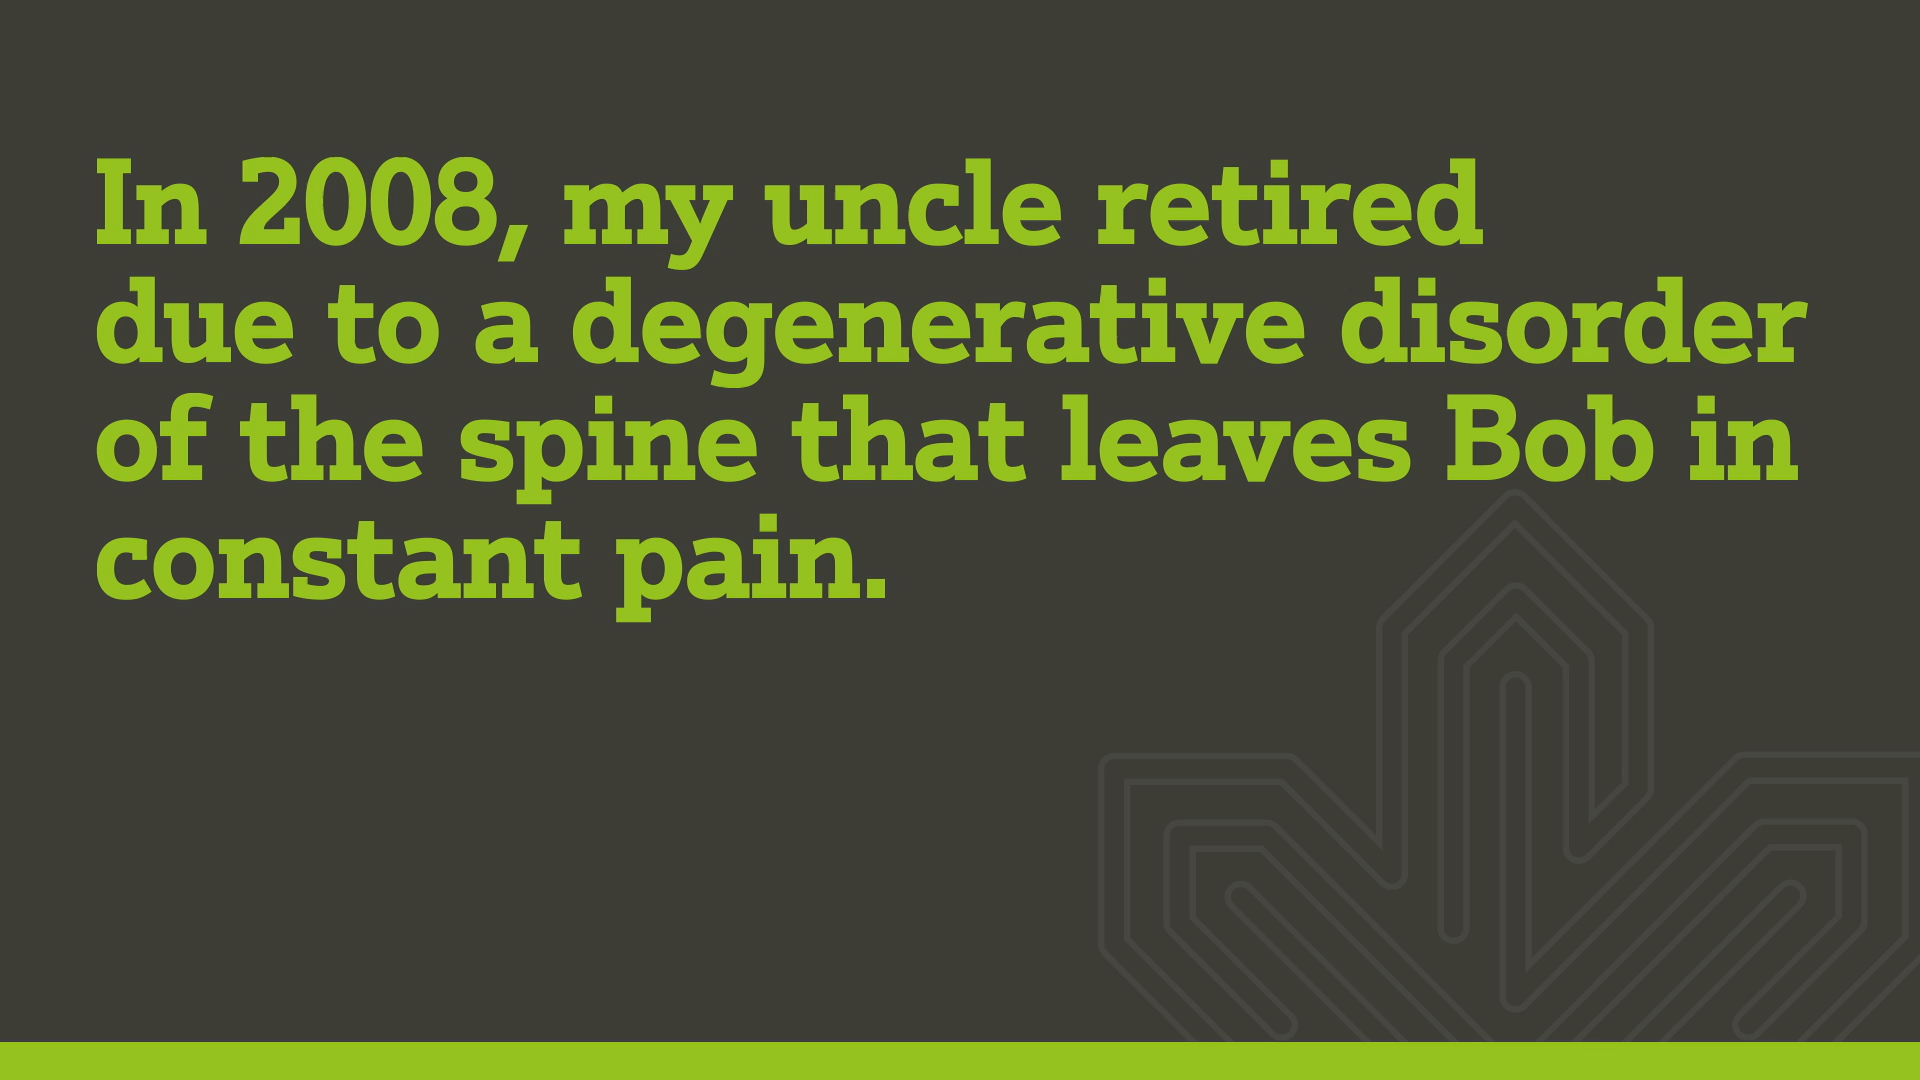 In 2008, my uncle retired
due to a degenerative disorder
of the spine that leaves Bob in
constant pain.